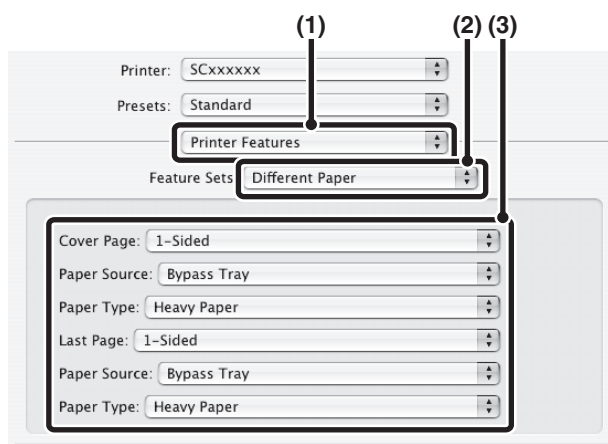 (1) (2) (3)
Printer: SCxxxxxx
Presets: Standard
Printer Features
Feature Sets Different Paper
Cover Page: 1-Sided
Paper Source: Bypass Tray
Paper Type: Heavy Paper
Last Page: 1-Sided
Paper Source: Bypass Tray
Paper Type: Heavy Paper